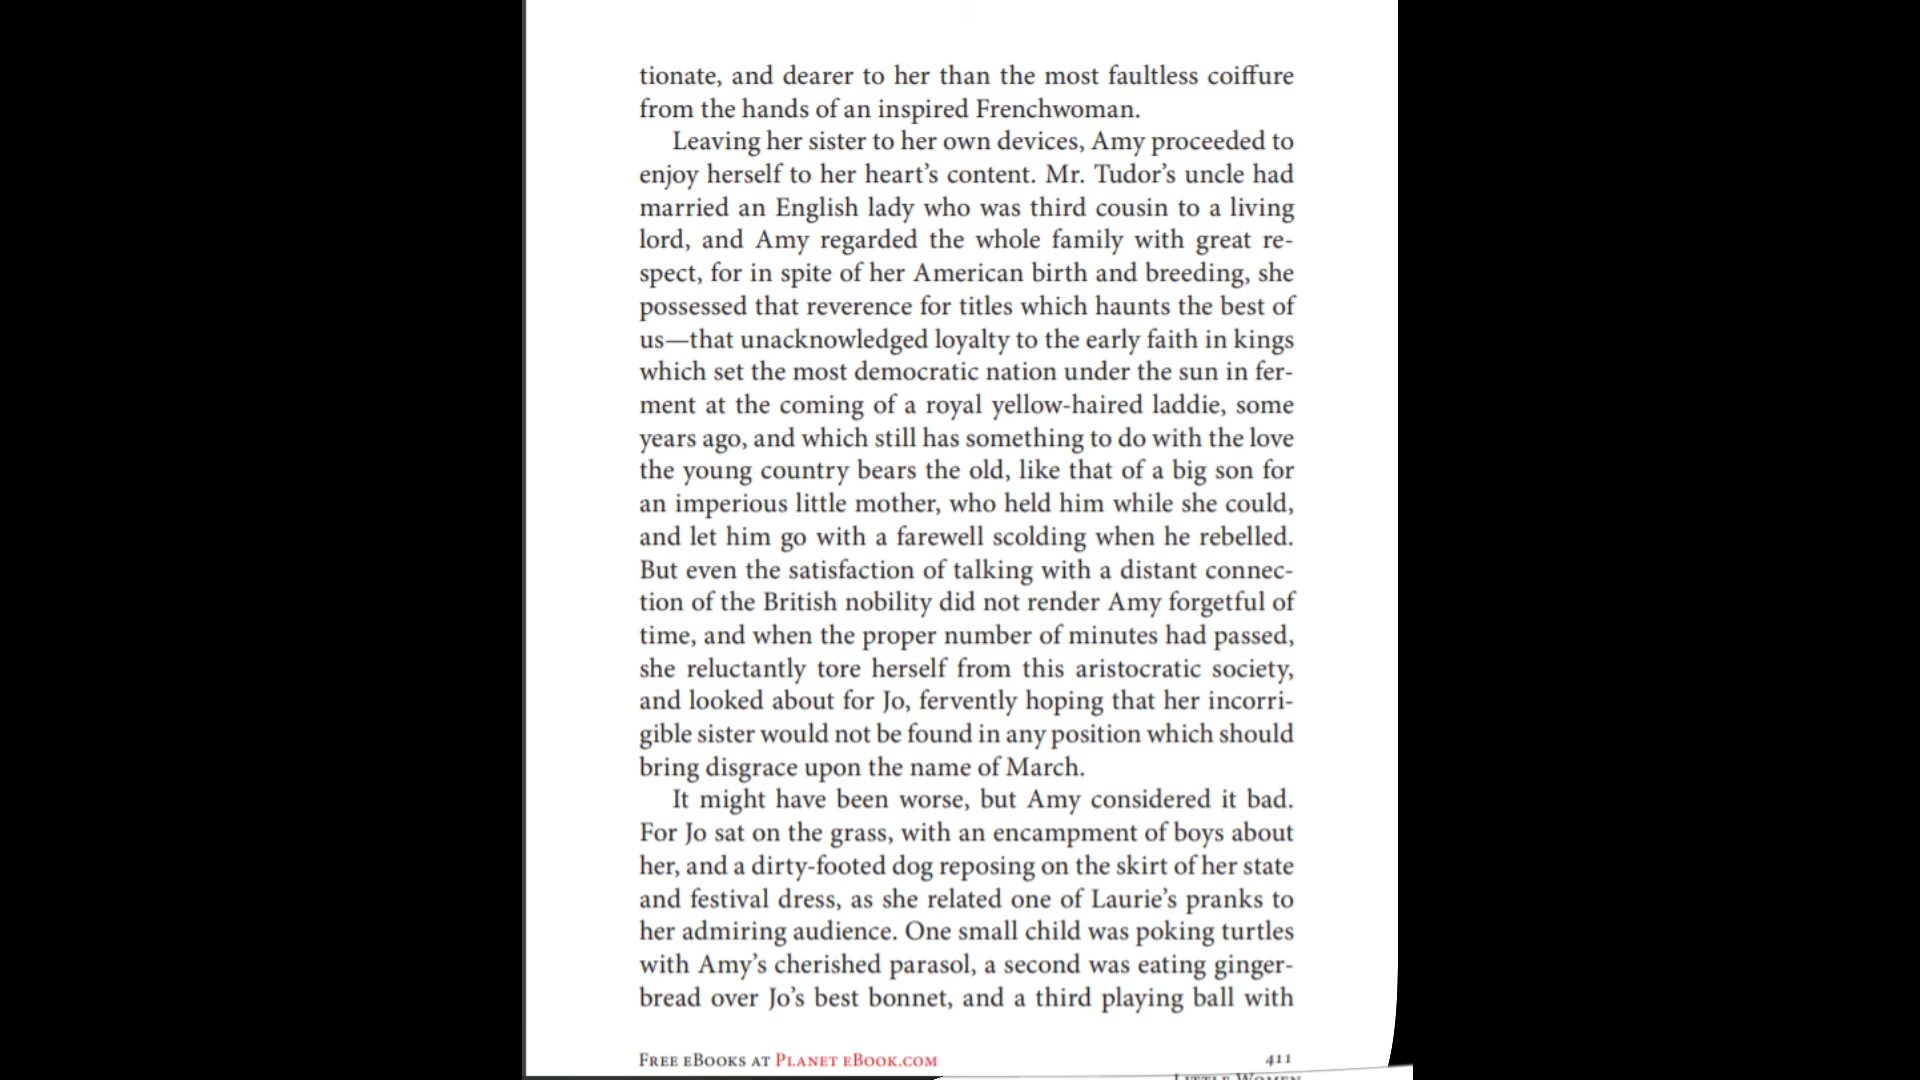 tionate, and dearer to her than the most faultless coiffure
from the hands of an inspired Frenchwoman.
Leaving her sister to her own devices, Amy proceeded to
enjoy herself to her heart’s content. Mr. Tudor’s uncle had
married an English lady who was third cousin to a living
lord, and Amy regarded the whole family with great re-
spect, for in spite of her American birth and breeding, she
possessed that reverence for titles which haunts the best of
us—that unacknowledged loyalty to the early faith in kings
which set the most democratic nation under the sun in fer-
ment at the coming of a royal yellow-haired laddie, some
years ago, and which still has something to do with the love
the young country bears the old, like that of a big son for
an imperious little mother, who held him while she could,
and let him go with a farewell scolding when he rebelled.
But even the satisfaction of talking with a distant connec-
tion of the British nobility did not render Amy forgetful of
time, and when the proper number of minutes had passed,
she reluctantly tore herself from this aristocratic society,
and looked about for Jo, fervently hoping that her incorri-
gible sister would not be found in any position which should
bring disgrace upon the name of March.
It might have been worse, but Amy considered it bad.
For Jo sat on the grass, with an encampment of boys about
her, and a dirty-footed dog reposing on the skirt of her state
and festival dress, as she related one of Laurie’s pranks to
her admiring audience. One small child was poking turtles
with Amy’s cherished parasol, a second was eating ginger-
bread over Jo’s best bonnet, and a third playing ball with
Free eBooks at Planet eBook.com 411
Little Women